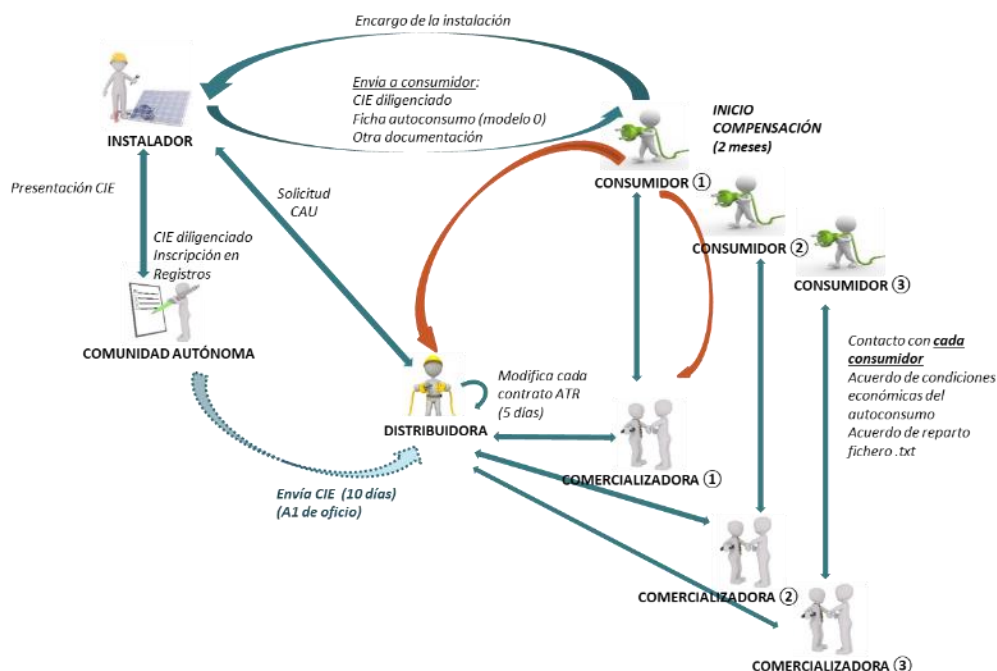 Encargo de la instalación
Envia a consumidor:
CIE diligenciado
Ficha autoconsumo (modelo 0)
Otra documentación
INSTALADOR
INICIO
COMPENSACIÓN
(2 meses)
CONSUMIDOR ①
Presentación CIE
Solicitud
CAU
CIE diligenciado
Inscripción en
Registros
CONSUMIDOR ②
CONSUMIDOR ③
COMUNIDAD AUTÓNOMA
Contacto con cada
consumidor
Acuerdo de condiciones
económicas del
autoconsumo
Acuerdo de reparto
fichero .txt
Modifica cada
contrato ATR
(5 días)
DISTRIBUIDORA
COMERCIALIZADORA ①
Envía CIE (10 días)
(A1 de oficio)
COMERCIALIZADORA ②
COMERCIALIZADORA ③